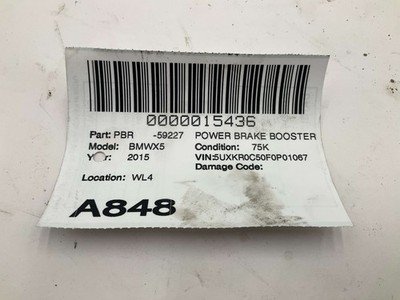 0000015436
Part: PBR -59227 POWER BRAKE BOOSTER
Model: BMWX5 Condition: 75K
Year: 2015 VIN:5UXKR0C50F0P01067
Damage Code:
Location: WL4
A848